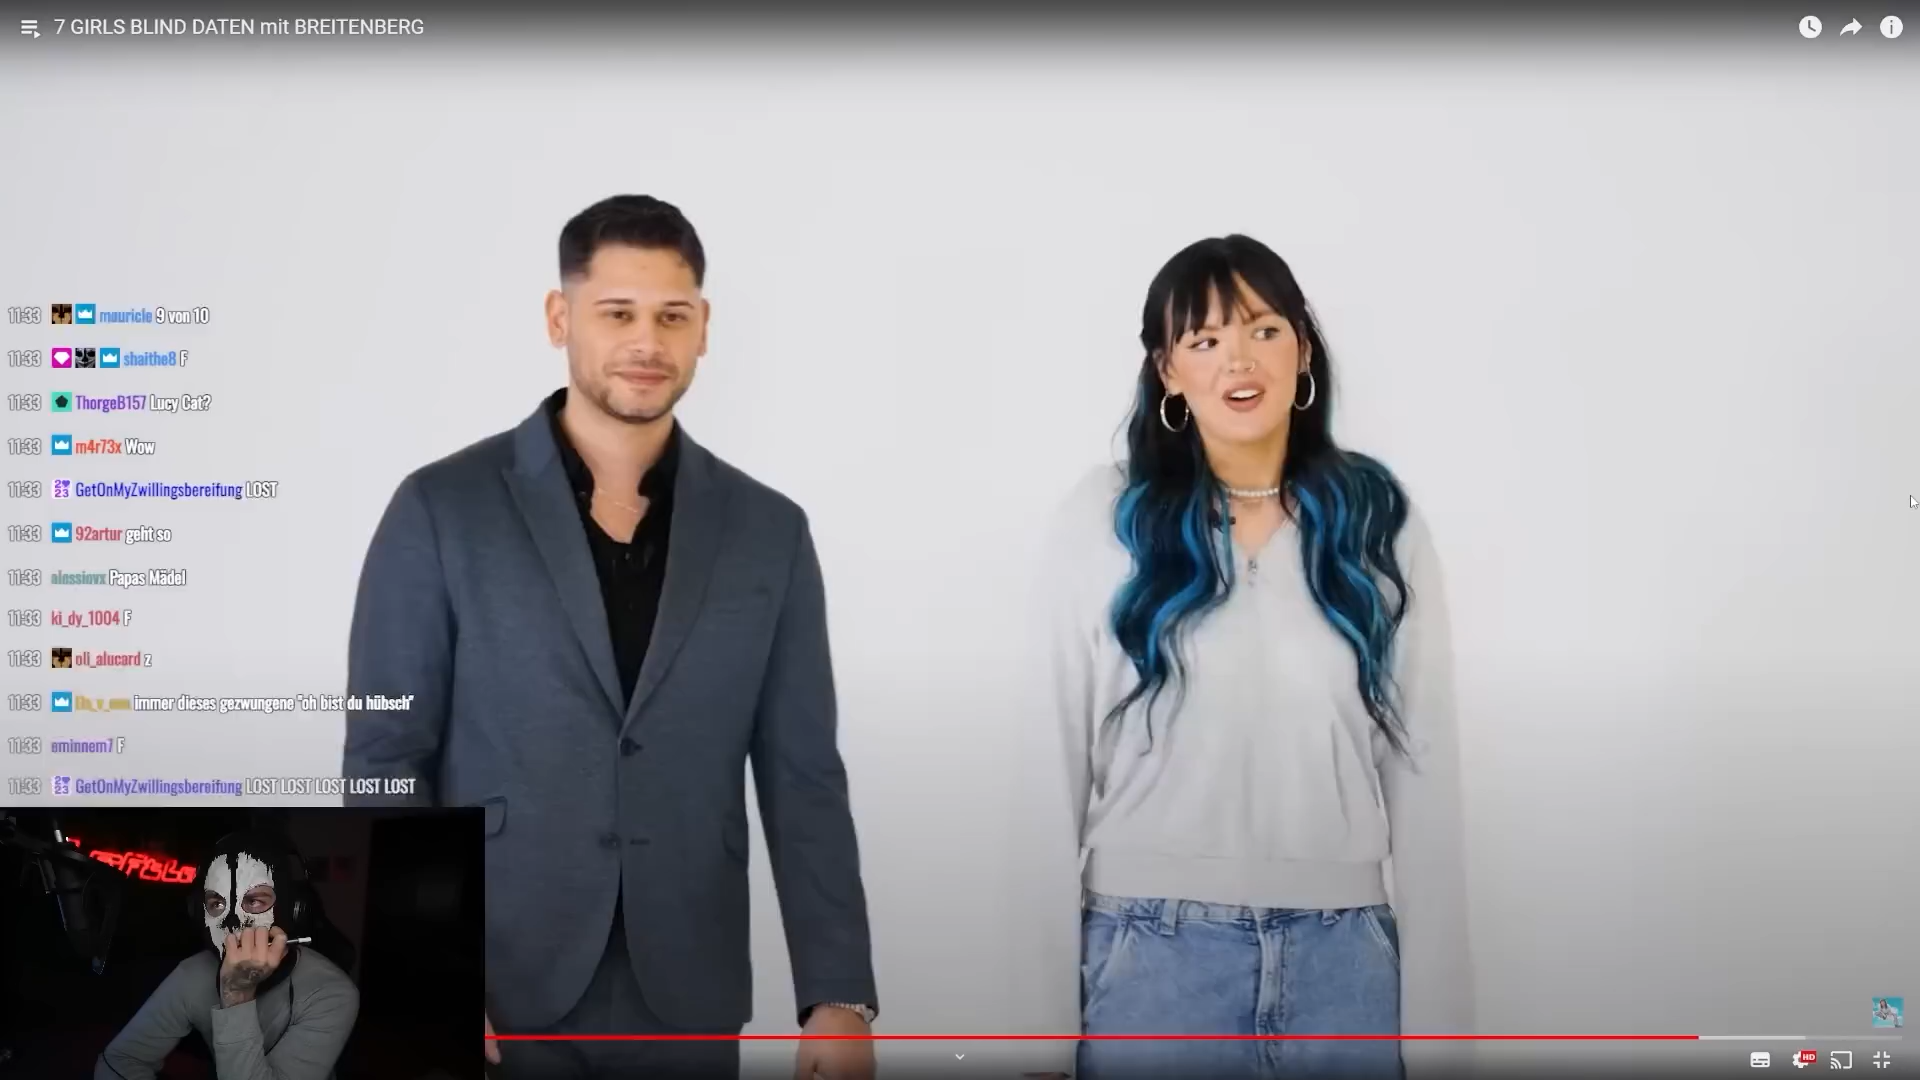 7 GIRLS BLIND DATEN mit BREITENBERG
11:33 mauricle 9 von 10
11:33 shaithe8 F
11:33 ThorgeB157 Lucy Cat?
11:33 m4r73x Wow
11:33 GetOnMyZwillingsbereifung LOST
11:33 92artur geht so
11:33 alessiovx Papas Mädel
11:33 ki_dy_1004 F
11:33 oli_alucard z
11:33 immer dieses gezwungene "oh bist du hübsch"
11:33 eminnem7 F
11:33 GetOnMyZwillingsbereifung LOST LOST LOST LOST LOST
HD